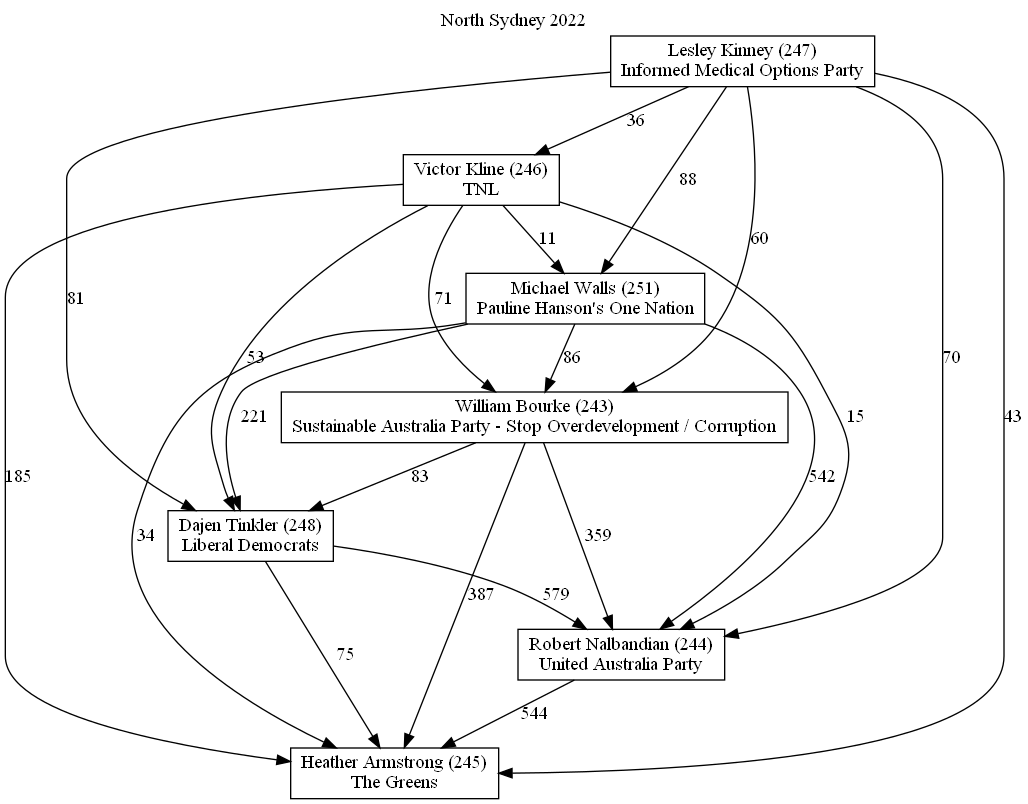 North Sydney 2022
Lesley Kinney (247)
Informed Medical Options Party
36
Victor Kline (246)
TNL
88
11
60
Michael Walls (251)
Pauline Hanson's One Nation
81
71
53
86
70
221
William Bourke (243)
Sustainable Australia Party - Stop Overdevelopment / Corruption
15
43
185
83
542
Dajen Tinkler (248)
Liberal Democrats
34
359
387
579
Robert Nalbandian (244)
United Australia Party
75
544
Heather Armstrong (245)
The Greens